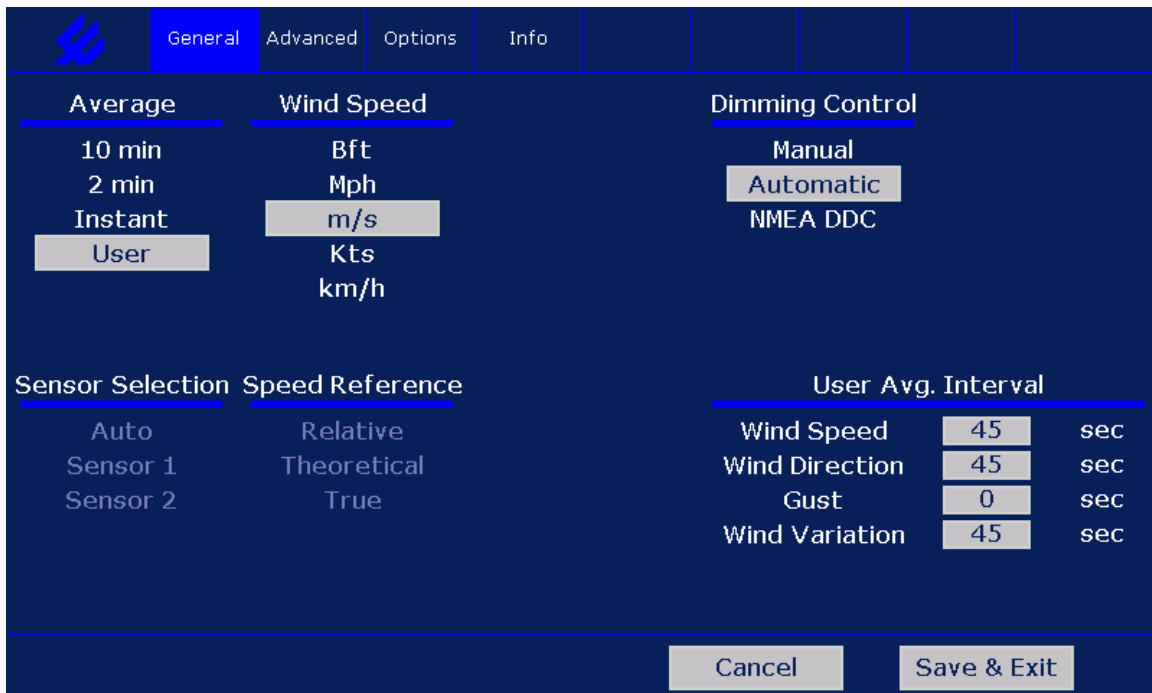 General Advanced Options Info
Average Wind Speed Dimming Control
10 min Bft Manual
2 min Mph Automatic
Instant m/s NMEA DDC
User Kts
km/h
Sensor Selection Speed Reference User Avg. Interval
Auto Relative Wind Speed 45 sec
Sensor 1 Theoretical Wind Direction 45 sec
Sensor 2 True Gust 0 sec
Wind Variation 45 sec
Cancel Save & Exit